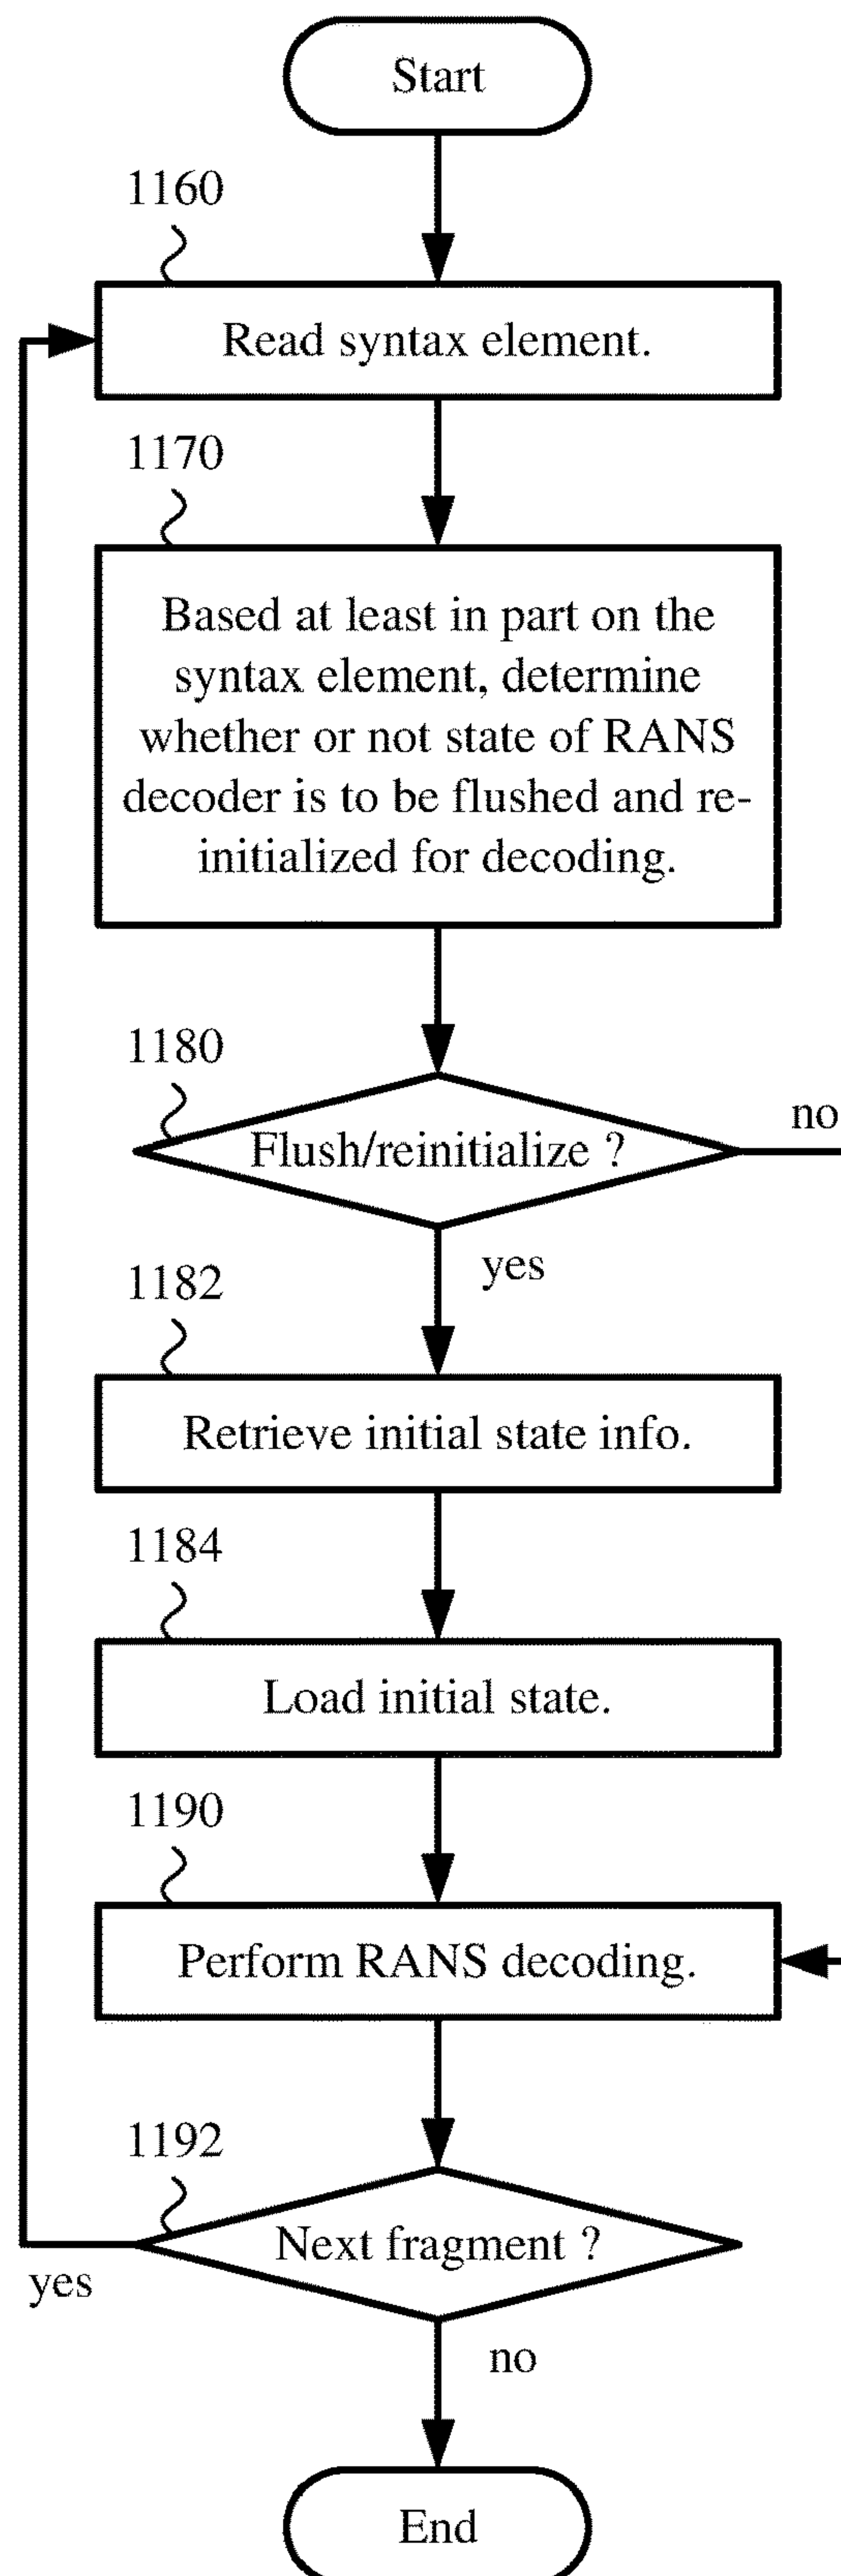 Start
1160
Read syntax element.
1170
Based at least in part on the
syntax element, determine
whether or not state of RANS
decoder is to be flushed and re-
initialized for decoding.
1180
Flush/reinitialize ?
no
yes
1182
Retrieve initial state info.
1184
Load initial state.
1190
Perform RANS decoding.
1192
Next fragment ?
yes
no
End